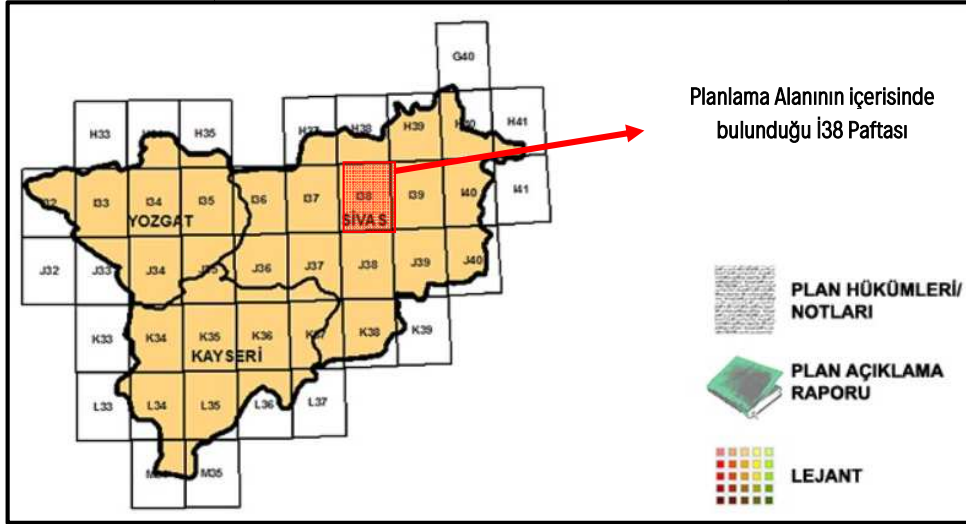 G40
Planlama Alanının içerisinde
bulunduğu İ38 Paftası
H33 H35 H38 H39 H41
I33 I34 I35 I36 I37 I38 I39 I40 I41
YOZGAT
SİVAS
J32 J33 J34 J35 J36 J37 J38 J39 J40
K33 K34 K35 K36 K38 K39
KAYSERİ
L33 L34 L35 L36 L37
M35
PLAN HÜKÜMLERİ/
NOTLARI
PLAN AÇIKLAMA
RAPORU
LEJANT